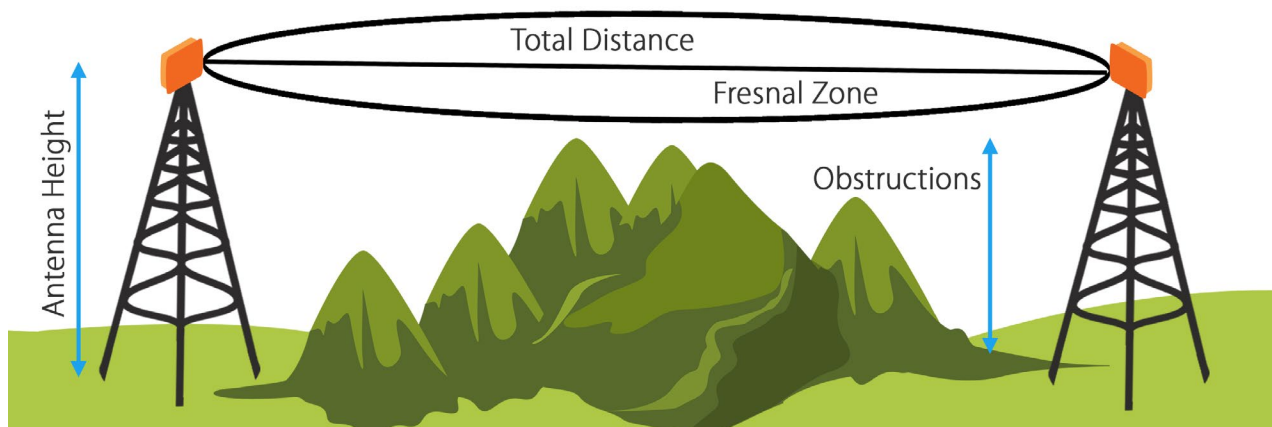 Total Distance
Fresnal Zone
Antenna Height
Obstructions